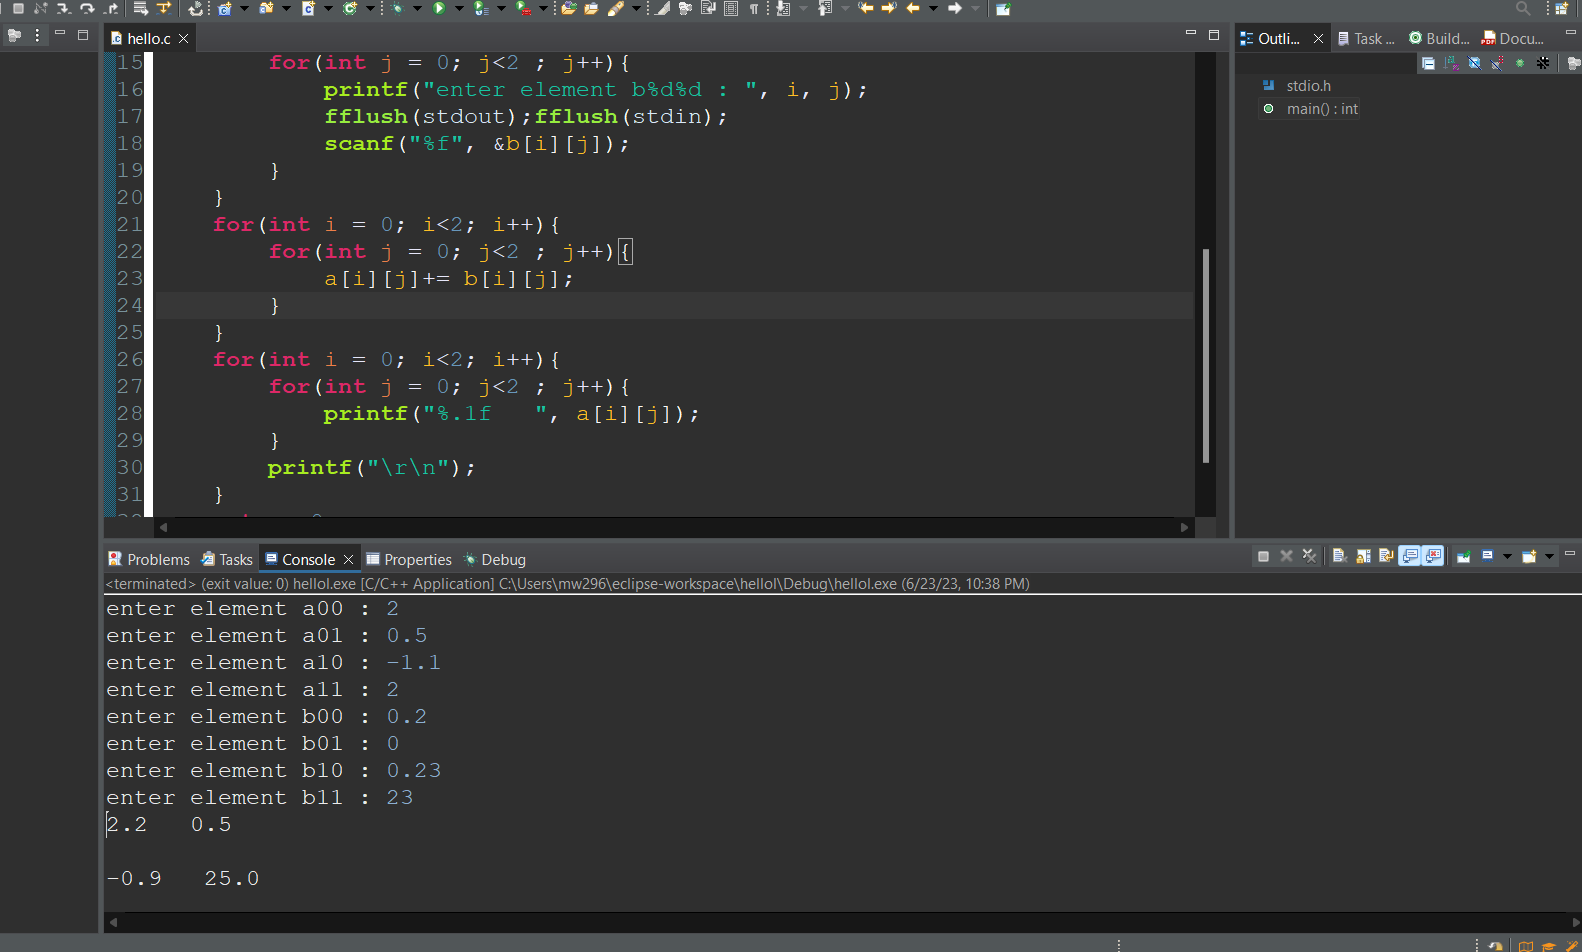 hello.c
15 for(int j = 0; j<2 ; j++){
16 printf("enter element b%d%d : ", i, j);
17 fflush(stdout);fflush(stdin);
18 scanf("%f", &b[i][j]);
19 }
20 }
21 for(int i = 0; i<2; i++){
22 for(int j = 0; j<2 ; j++){
23 a[i][j]+= b[i][j];
24 }
25 }
26 for(int i = 0; i<2; i++){
27 for(int j = 0; j<2 ; j++){
28 printf("%.1f   ", a[i][j]);
29 }
30 printf("\r\n");
31 }
Outli... Task ... Build... Docu...
stdio.h
main() : int
Problems Tasks Console Properties Debug
<terminated> (exit value: 0) hellol.exe [C/C++ Application] C:\Users\mw296\eclipse-workspace\hellol\Debug\hellol.exe (6/23/23, 10:38 PM)
enter element a00 : 2
enter element a01 : 0.5
enter element a10 : -1.1
enter element a11 : 2
enter element b00 : 0.2
enter element b01 : 0
enter element b10 : 0.23
enter element b11 : 23
2.2   0.5
-0.9   25.0